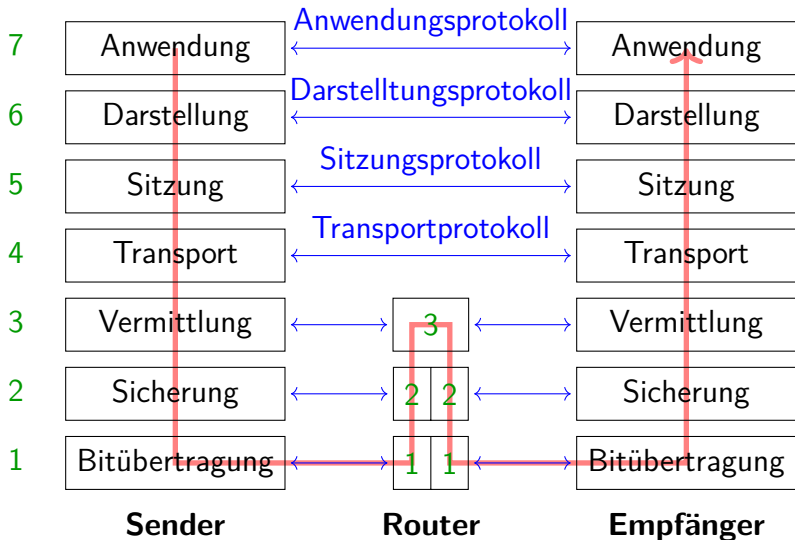 Anwendungsprotokoll
7 Anwendung Anwendung
Darstelltungsprotokoll
6 Darstellung Darstellung
Sitzungsprotokoll
5 Sitzung Sitzung
Transportprotokoll
4 Transport Transport
3 Vermittlung 3 Vermittlung
2 Sicherung 2 2 Sicherung
1 Bitübertragung 1 1 Bitübertragung
Sender Router Empfänger